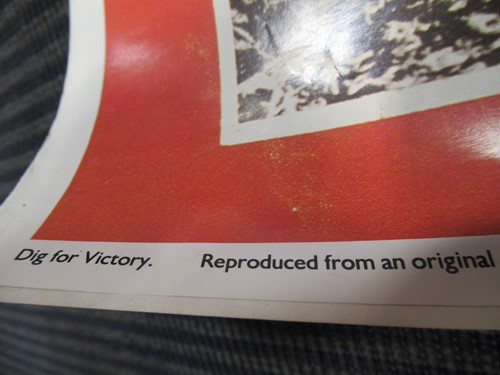 Dig for Victory. Reproduced from an original